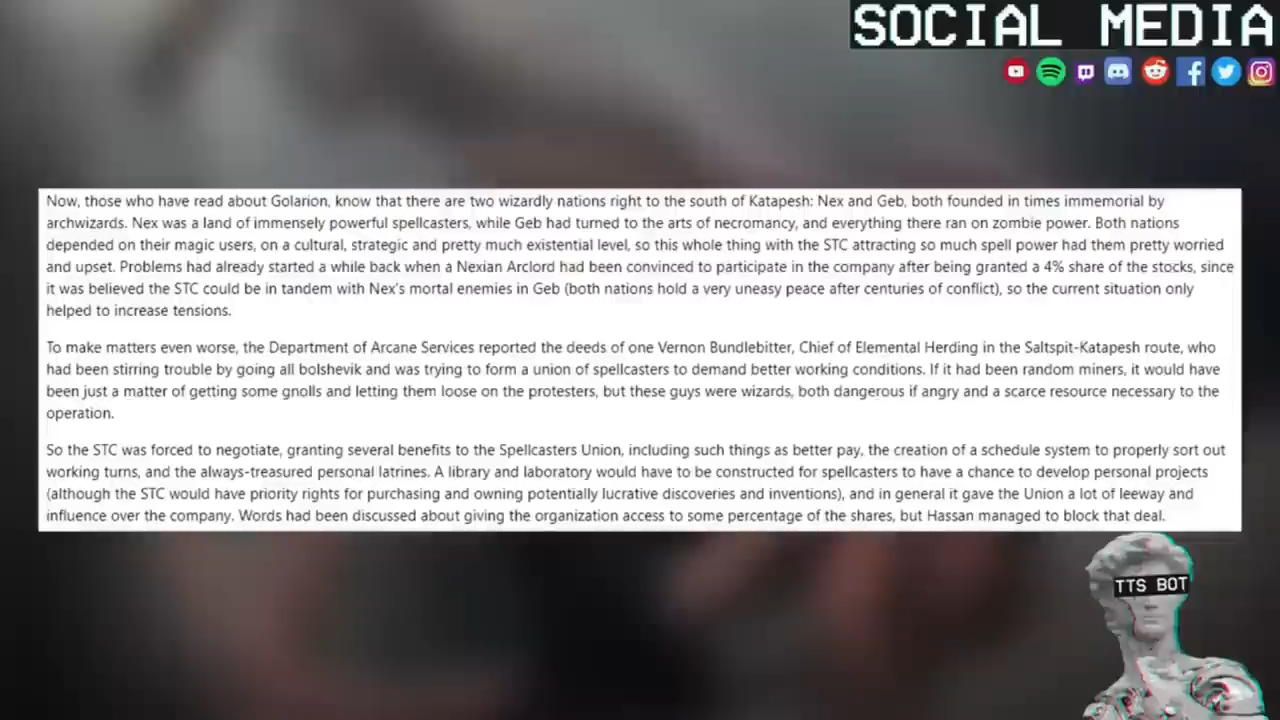 SOCIAL MEDIA
Now, those who have read about Golarion, know that there are two wizardly nations right to the south of Katapesh: Nex and Geb, both founded in times immemorial by
archwizards. Nex was a land of immensely powerful spellcasters, while Geb had turned to the arts of necromancy, and everything there ran on zombie power. Both nations
depended on their magic users, on a cultural, strategic and pretty much existential level, so this whole thing with the STC attracting so much spell power had them pretty worried
and upset. Problems had already started a while back when a Nexian Arclord had been convinced to participate in the company after being granted a 4% share of the stocks, since
it was believed the STC could be in tandem with Nex's mortal enemies in Geb (both nations hold a very uneasy peace after centuries of conflict), so the current situation only
helped to increase tensions.
To make matters even worse, the Department of Arcane Services reported the deeds of one Vernon Bundlebitter, Chief of Elemental Herding in the Saltspit-Katapesh route, who
had been stirring trouble by going all bolshevik and was trying to form a union of spellcasters to demand better working conditions. If it had been random miners, it would have
been just a matter of getting some gnolls and letting them loose on the protesters, but these guys were wizards, both dangerous if angry and a scarce resource necessary to the
operation.
So the STC was forced to negotiate, granting several benefits to the Spellcasters Union, including such things as better pay, the creation of a schedule system to properly sort out
working turns, and the always-treasured personal latrines. A library and laboratory would have to be constructed for spellcasters to have a chance to develop personal projects
(although the STC would have priority rights for purchasing and owning potentially lucrative discoveries and inventions), and in general it gave the Union a lot of leeway and
influence over the company. Words had been discussed about giving the organization access to some percentage of the shares, but Hassan managed to block that deal.
TTS BOT